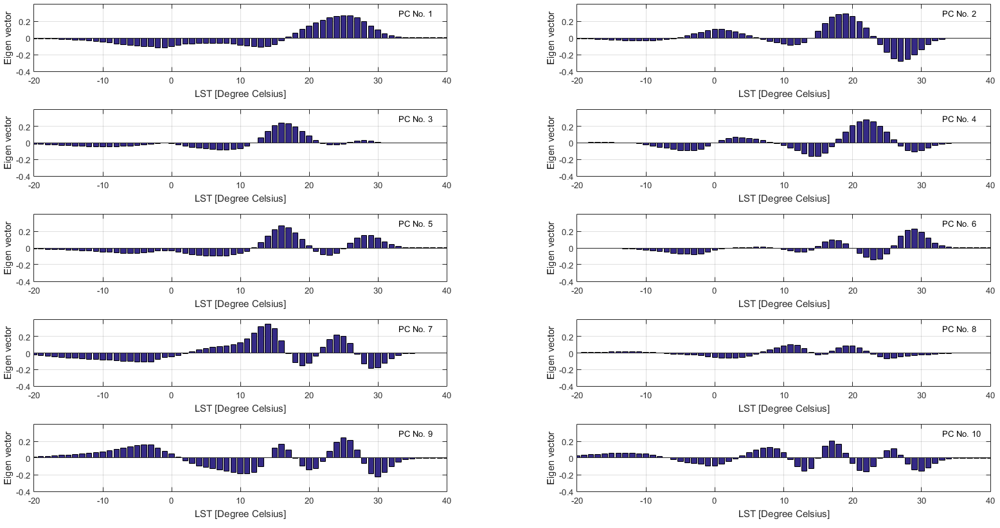 PC No. 1
Eigen vector
0.2
0
-0.2
-0.4
-20 -10 0 10 20 30 40
LST [Degree Celsius]
PC No. 2
Eigen vector
0.2
0
-0.2
-0.4
-20 -10 0 10 20 30 40
LST [Degree Celsius]
PC No. 3
Eigen vector
0.2
0
-0.2
-0.4
-20 -10 0 10 20 30 40
LST [Degree Celsius]
PC No. 4
Eigen vector
0.2
0
-0.2
-0.4
-20 -10 0 10 20 30 40
LST [Degree Celsius]
PC No. 5
Eigen vector
0.2
0
-0.2
-0.4
-20 -10 0 10 20 30 40
LST [Degree Celsius]
PC No. 6
Eigen vector
0.2
0
-0.2
-0.4
-20 -10 0 10 20 30 40
LST [Degree Celsius]
PC No. 7
Eigen vector
0.2
0
-0.2
-0.4
-20 -10 0 10 20 30 40
LST [Degree Celsius]
PC No. 8
Eigen vector
0.2
0
-0.2
-0.4
-20 -10 0 10 20 30 40
LST [Degree Celsius]
PC No. 9
Eigen vector
0.2
0
-0.2
-0.4
-20 -10 0 10 20 30 40
LST [Degree Celsius]
PC No. 10
Eigen vector
0.2
0
-0.2
-0.4
-20 -10 0 10 20 30 40
LST [Degree Celsius]